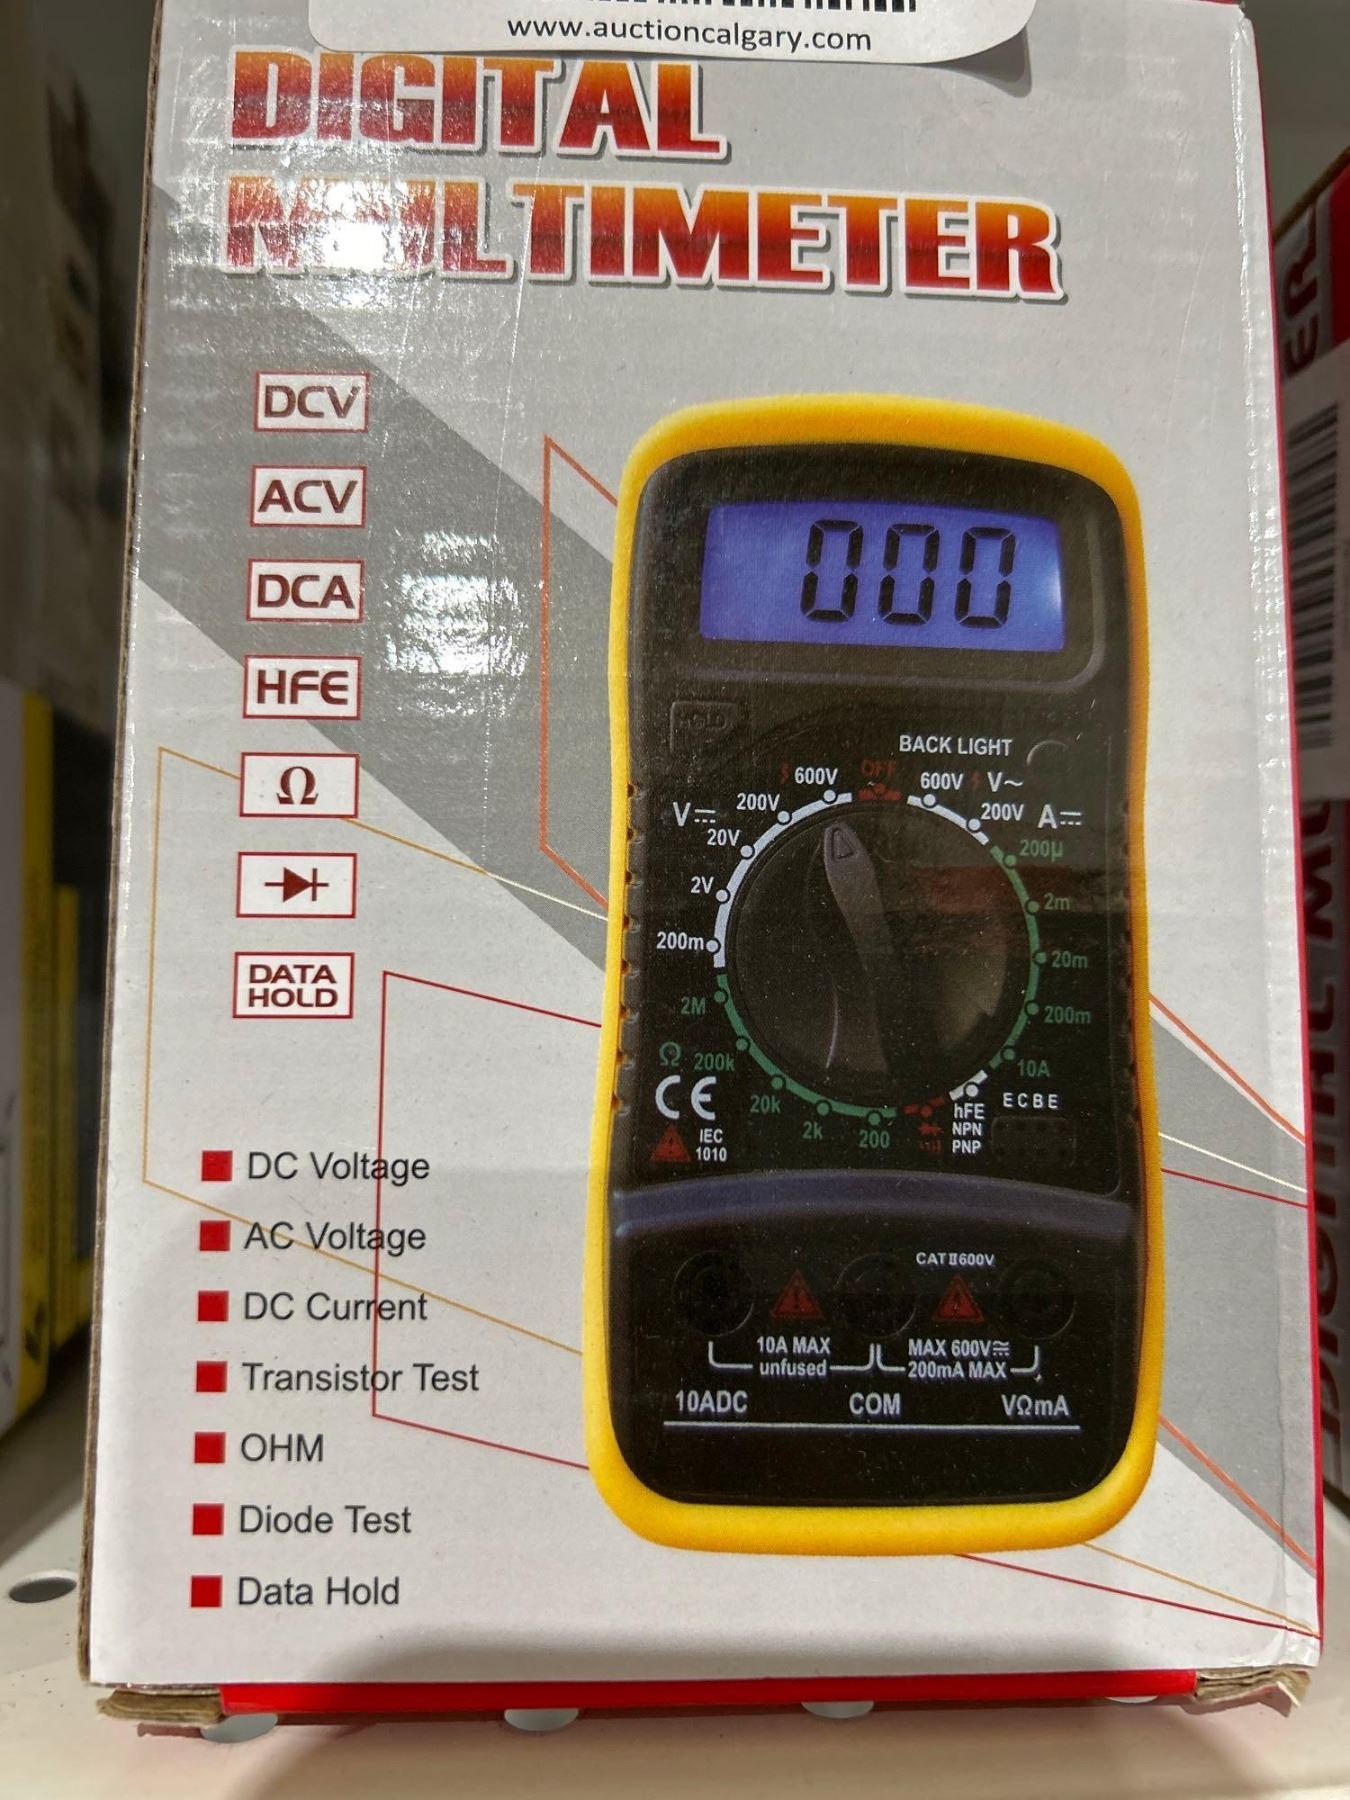 www.auctioncalgary.com
DIGITAL
MULTIMETER
DCV
ACV
DCA
HFE
Ω
DATA
HOLD
DC Voltage
AC Voltage
DC Current
Transistor Test
OHM
Diode Test
Data Hold
000
HOLD
BACK LIGHT
600V OFF 600V V~
V 200V 200V A
20V 200µ
2V 2m
200m 20m
2M 200m
Ω 200k 10A
20k 2k 200
CE
IEC
1010
hFE
NPN
PNP
ECBE
CATⅡ600V
10A MAX
unfused
MAX 600V≂
200mA MAX
10ADC COM VΩmA